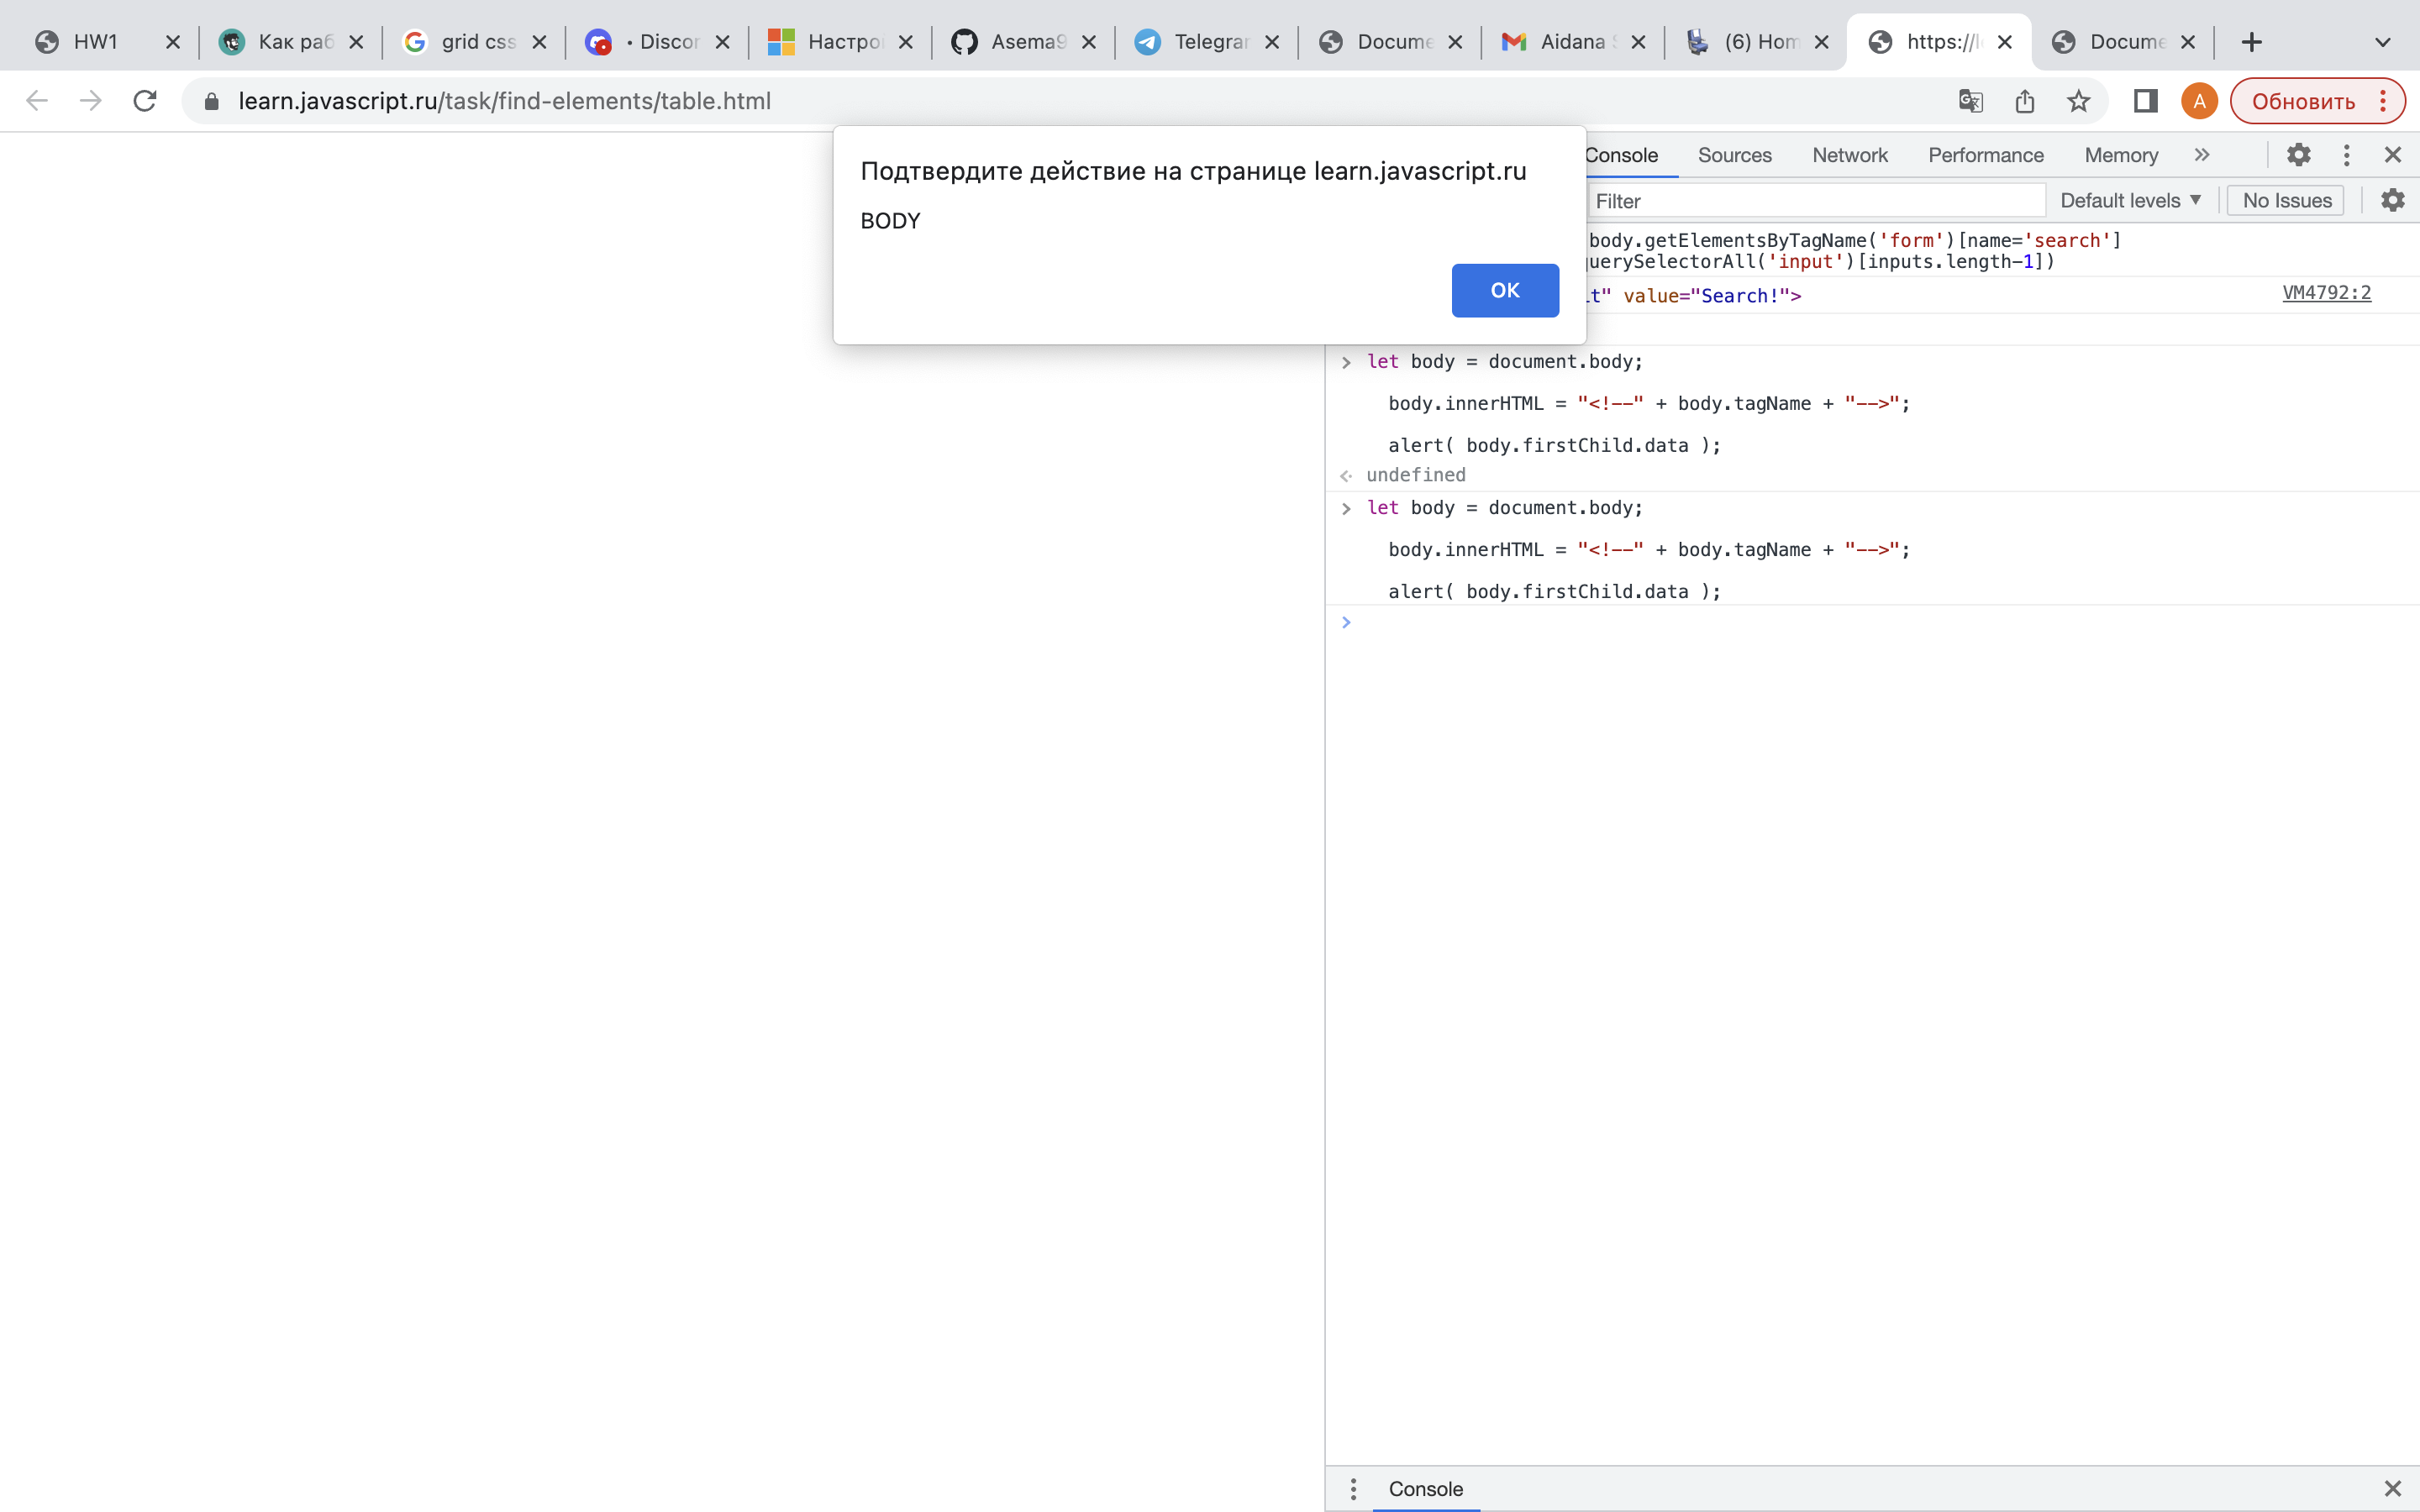 HW1
Как раб
grid css
• Discor
Настро
Asema9
Telegrar
Docume
Aidana
(6) Hom
https://l
Docume
learn.javascript.ru/task/find-elements/table.html
A
Обновить
Подтвердите действие на странице learn.javascript.ru
BODY
OK
Console Sources Network Performance Memory
Filter
Default levels ▼
No Issues
body.getElementsByTagName('form')[name='search']
querySelectorAll('input')[inputs.length-1])
it" value="Search!">
VM4792:2
let body = document.body;
body.innerHTML = "<!--" + body.tagName + "-->";
alert( body.firstChild.data );
undefined
let body = document.body;
body.innerHTML = "<!--" + body.tagName + "-->";
alert( body.firstChild.data );
Console